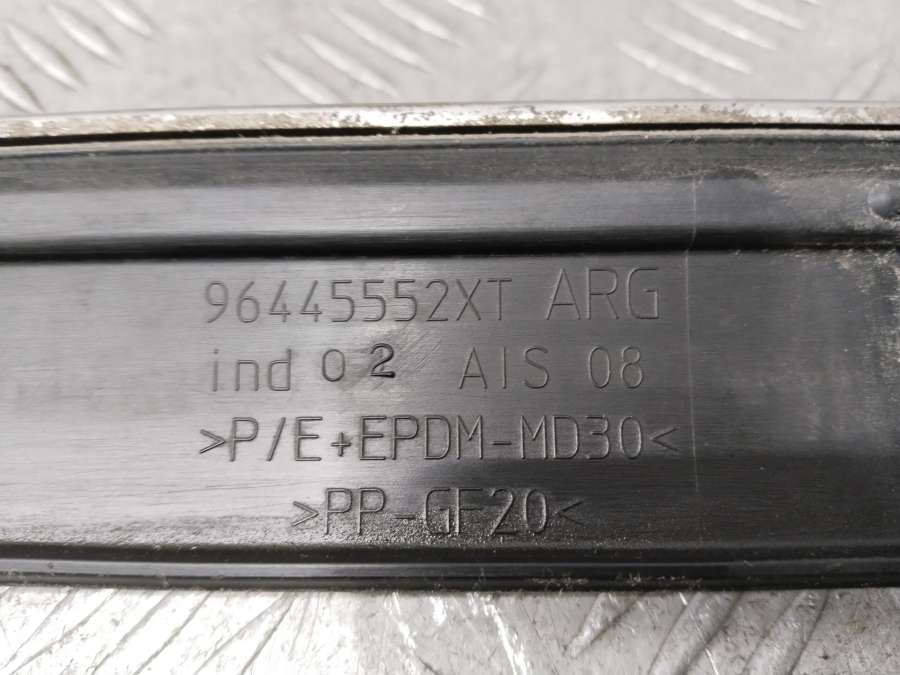 96445552XT ARG
ind 02 AIS 08
>P/E+EPDM-MD30<
>PP-GF20<